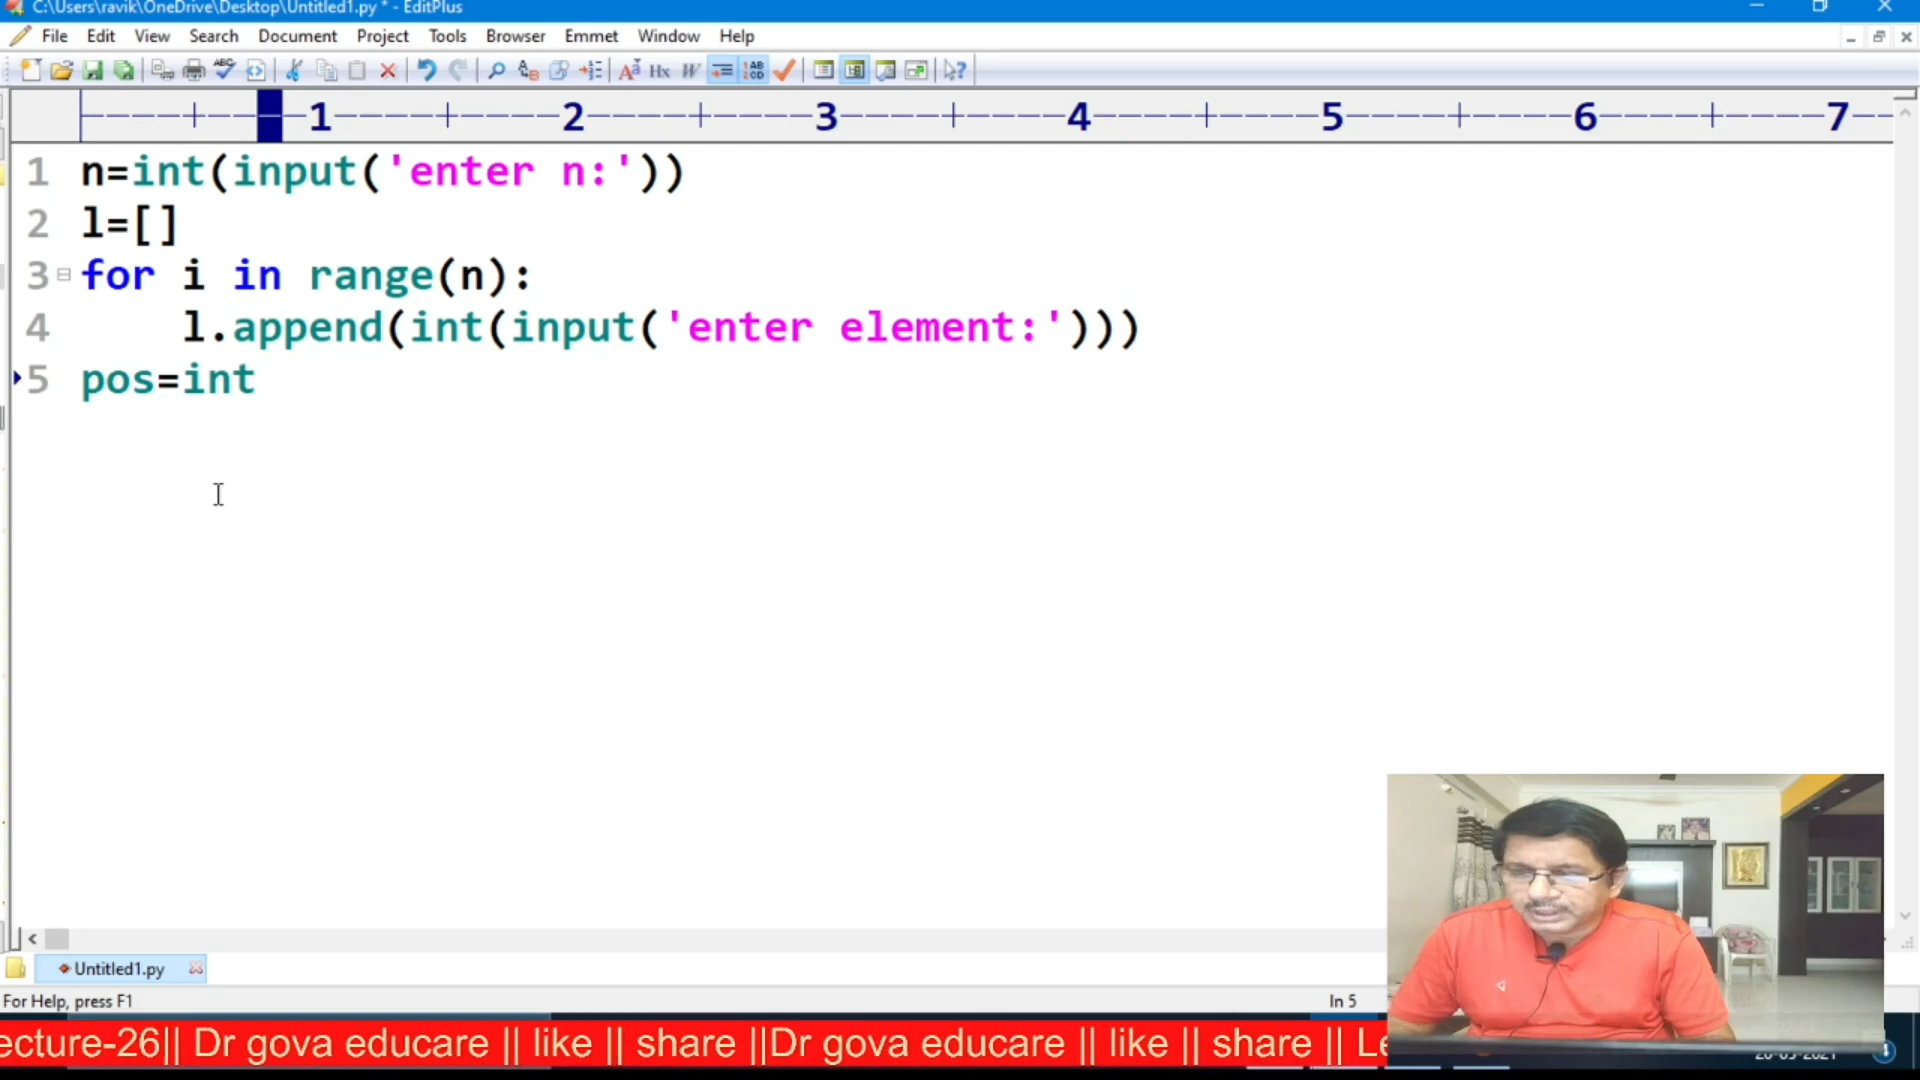 C:\Users\ravik\OneDrive\Desktop\Untitled1.py * - EditPlus
File Edit View Search Document Project Tools Browser Emmet Window Help
1 2 3 4 5 6 7
1 n=int(input('enter n:'))
2 l=[]
3 for i in range(n):
4 l.append(int(input('enter element:')))
5 pos=int
Untitled1.py
For Help, press F1
ln 5
ecture-26|| Dr gova educare || like || share ||Dr gova educare || like || share || Le